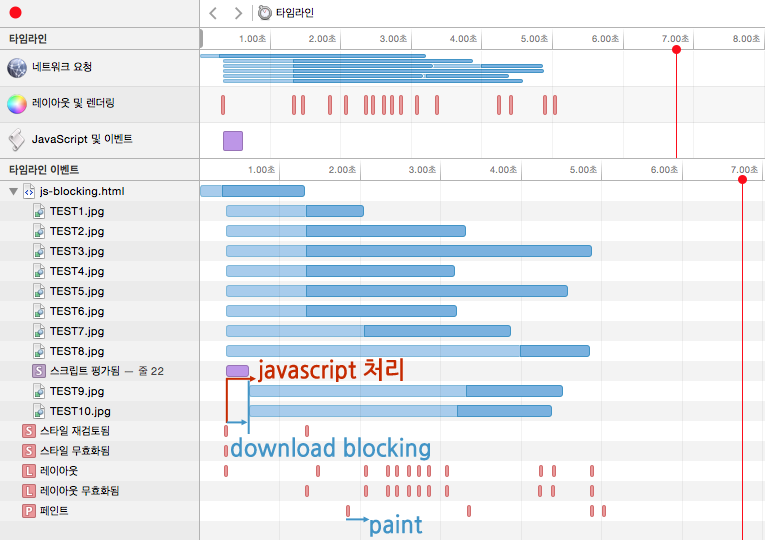 타임라인
타임라인
1.00초 2.00초 3.00초 4.00초 5.00초 6.00초 7.00초 8.00초
네트워크 요청
레이아웃 및 렌더링
JavaScript 및 이벤트
타임라인 이벤트
1.00초 2.00초 3.00초 4.00초 5.00초 6.00초 7.00초
js-blocking.html
TEST1.jpg
TEST2.jpg
TEST3.jpg
TEST4.jpg
TEST5.jpg
TEST6.jpg
TEST7.jpg
TEST8.jpg
S 스크립트 평가됨 — 줄 22
javascript 처리
TEST9.jpg
TEST10.jpg
S 스타일 재검토됨
S 스타일 무효화됨
download blocking
L 레이아웃
L 레이아웃 무효화됨
P 페인트
paint